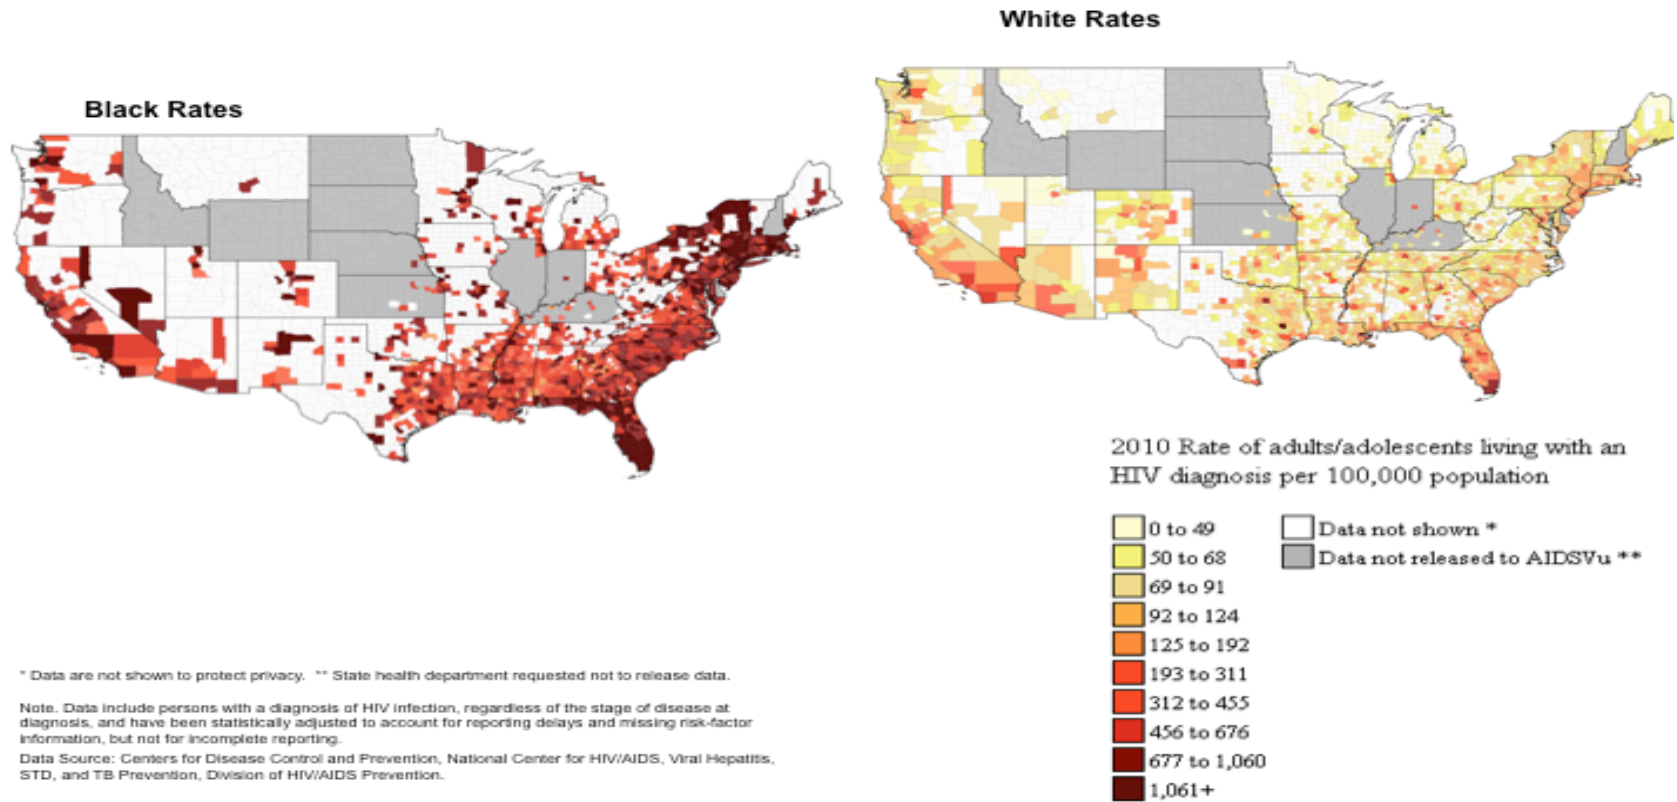 White Rates
Black Rates
2010 Rate of adults/adolescents living with an
HIV diagnosis per 100,000 population
0 to 49
50 to 68
69 to 91
92 to 124
125 to 192
193 to 311
312 to 455
456 to 676
677 to 1,060
1,061+
Data not shown *
Data not released to AIDSVu **
* Data are not shown to protect privacy. ** State health department requested not to release data.
Note. Data include persons with a diagnosis of HIV infection, regardless of the stage of disease at
diagnosis, and have been statistically adjusted to account for reporting delays and missing risk-factor
information, but not for incomplete reporting.
Data Source: Centers for Disease Control and Prevention, National Center for HIV/AIDS, Viral Hepatitis,
STD, and TB Prevention, Division of HIV/AIDS Prevention.